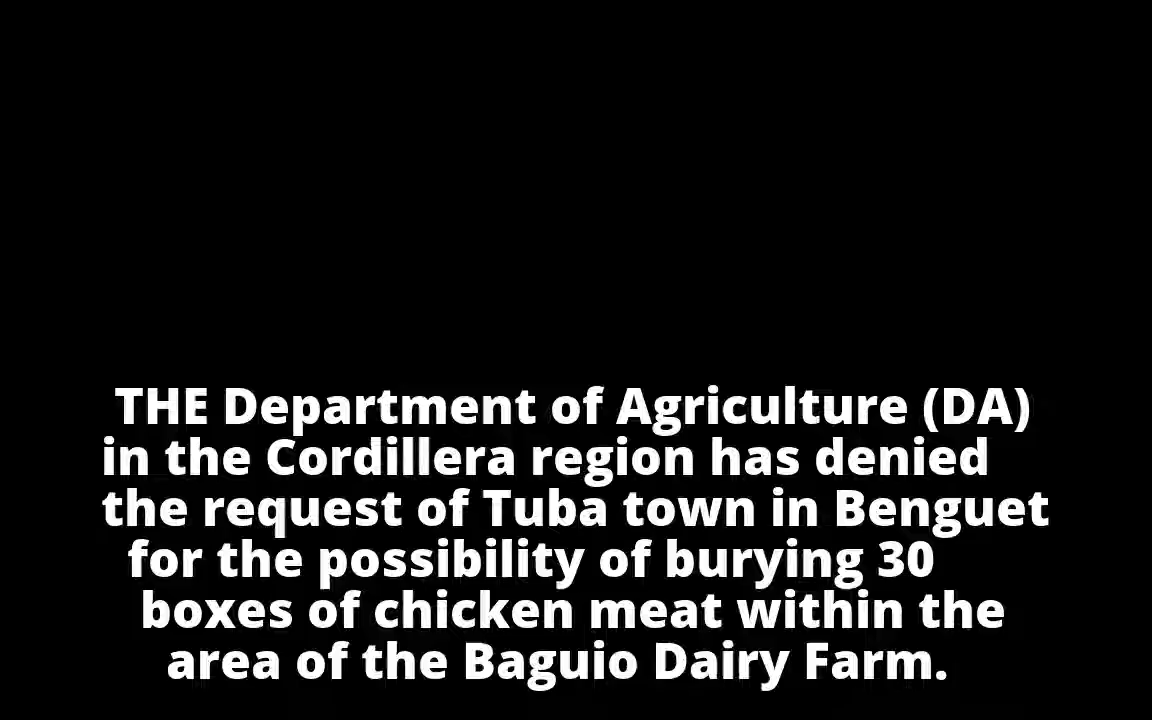 THE Department of Agriculture (DA)
in the Cordillera region has denied
the request of Tuba town in Benguet
for the possibility of burying 30
boxes of chicken meat within the
area of the Baguio Dairy Farm.